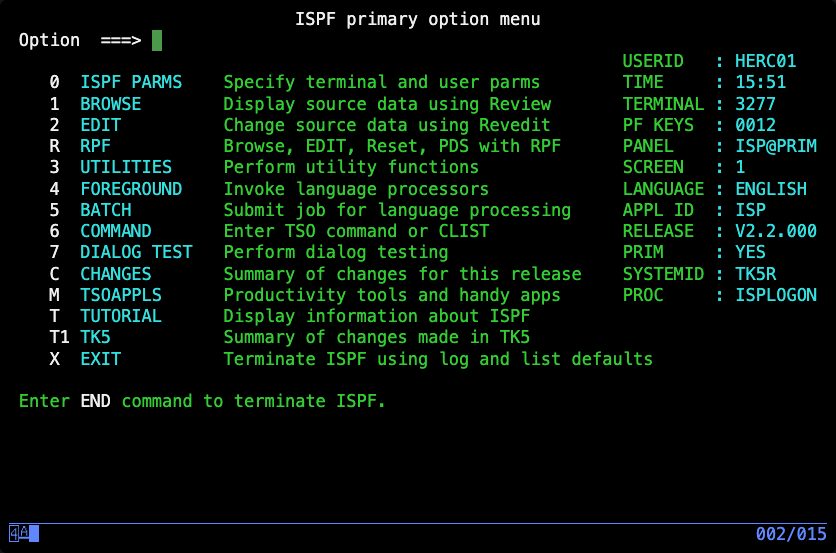 ISPF primary option menu
Option ===>
USERID : HERC01
0 ISPF PARMS Specify terminal and user parms TIME : 15:51
1 BROWSE Display source data using Review TERMINAL : 3277
2 EDIT Change source data using Revedit PF KEYS : 0012
R RPF Browse, EDIT, Reset, PDS with RPF PANEL : ISP@PRIM
3 UTILITIES Perform utility functions SCREEN : 1
4 FOREGROUND Invoke language processors LANGUAGE : ENGLISH
5 BATCH Submit job for language processing APPL ID : ISP
6 COMMAND Enter TSO command or CLIST RELEASE : V2.2.000
7 DIALOG TEST Perform dialog testing PRIM : YES
C CHANGES Summary of changes for this release SYSTEMID : TK5R
M TSOAPPLS Productivity tools and handy apps PROC : ISPLOGON
T TUTORIAL Display information about ISPF
T1 TK5 Summary of changes made in TK5
X EXIT Terminate ISPF using log and list defaults
Enter END command to terminate ISPF.
4A 002/015